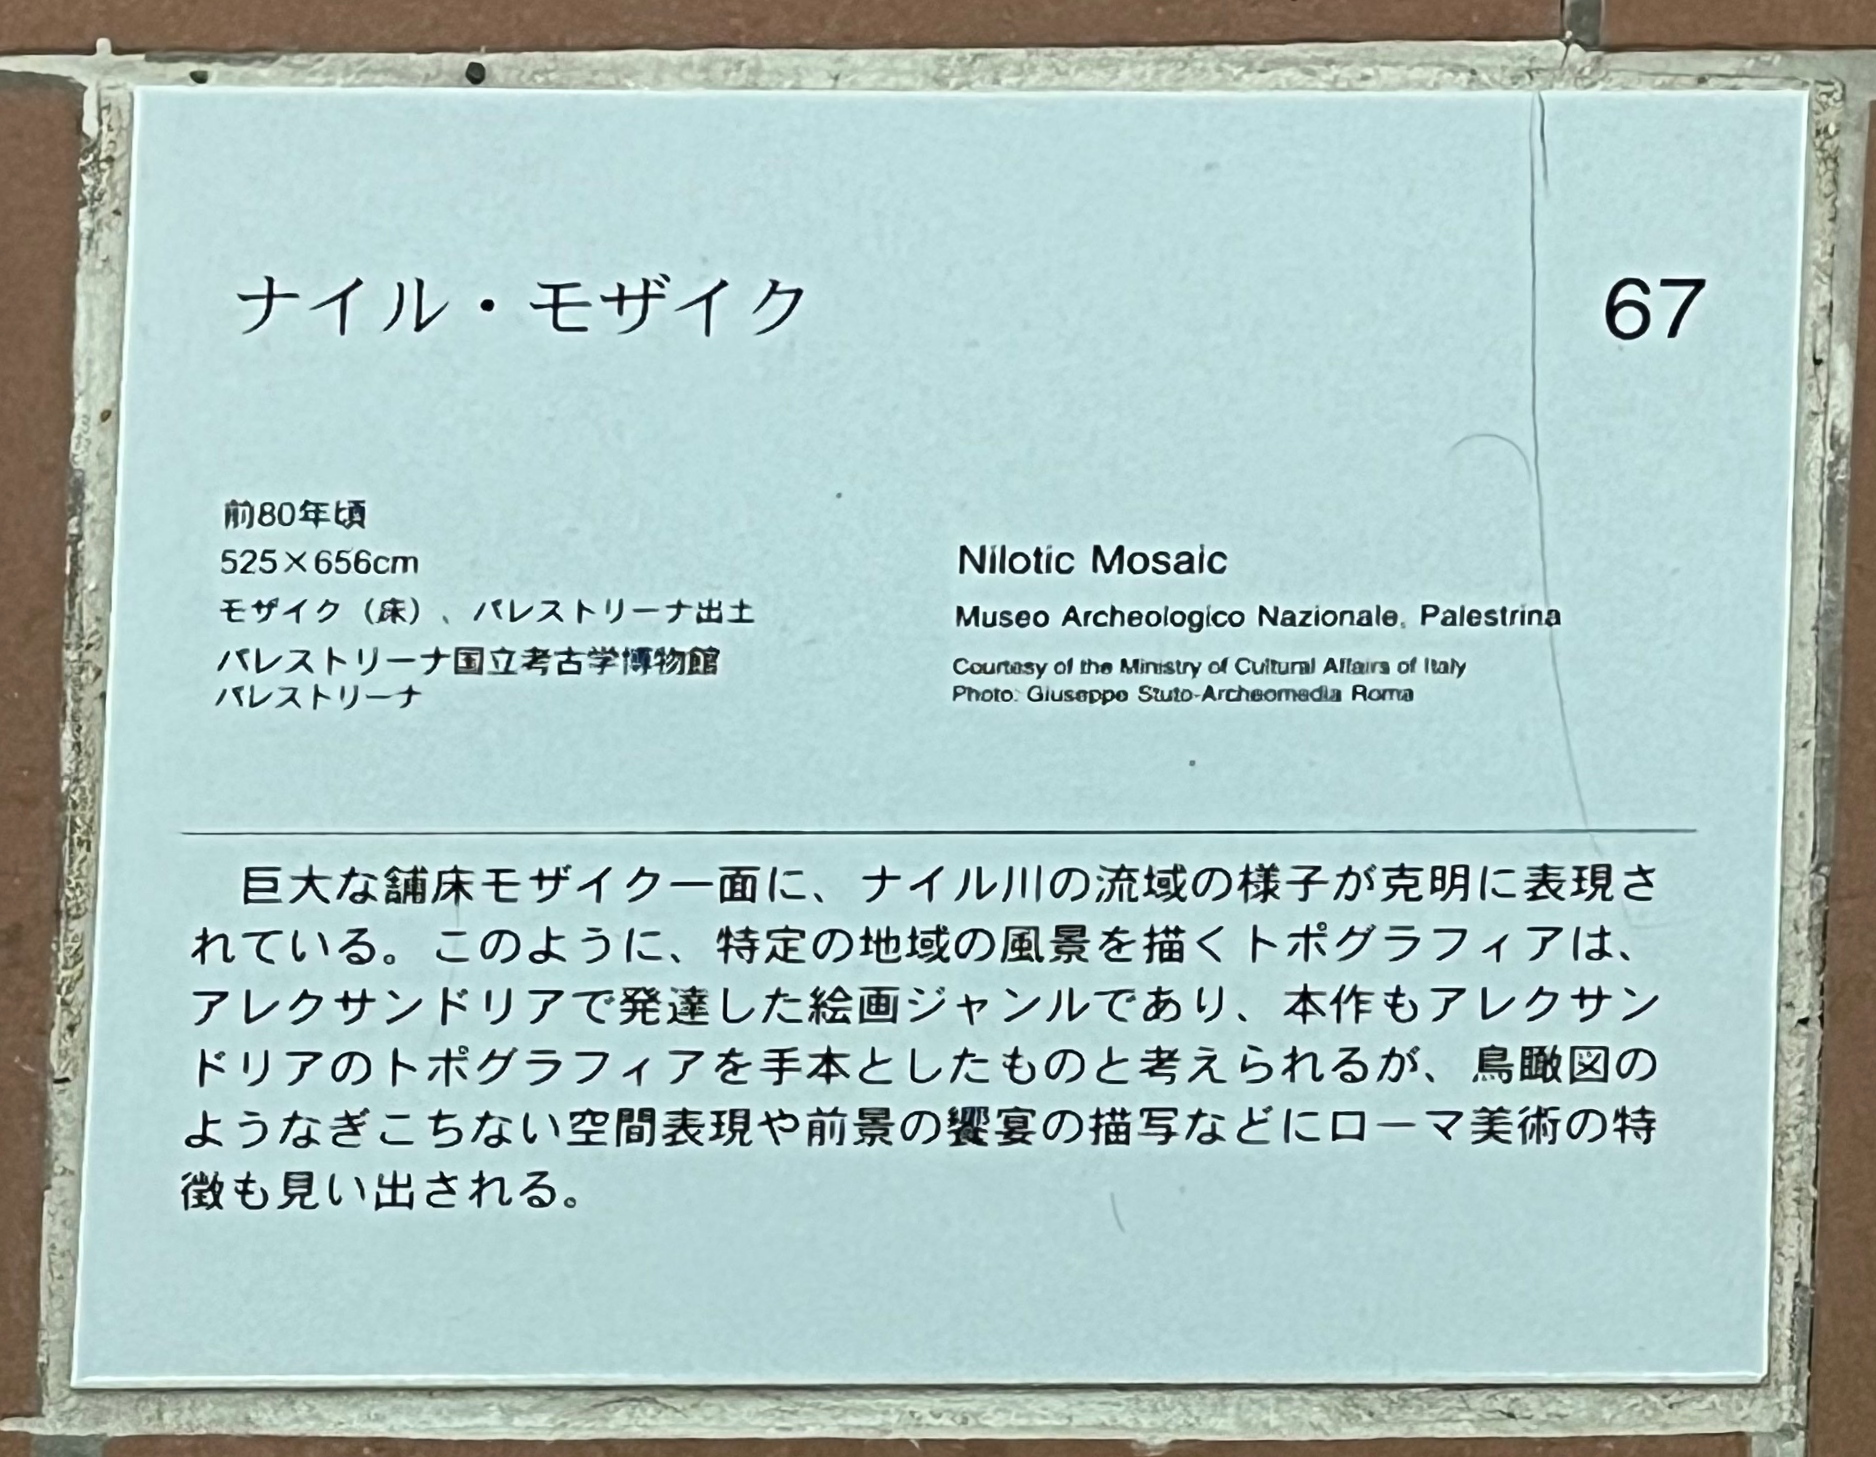 ナイル・モザイク
67
前80年頃
525×656cm
モザイク（床）、パレストリーナ出土
パレストリーナ国立考古学博物館
パレストリーナ
Nilotic Mosaic
Museo Archeologico Nazionale, Palestrina
Courtesy of the Ministry of Cultural Affairs of Italy
Photo: Giuseppe Stuto-Archeomedia Roma
巨大な舗床モザイク一面に、ナイル川の流域の様子が克明に表現さ
れている。このように、特定の地域の風景を描くトポグラフィアは、
アレクサンドリアで発達した絵画ジャンルであり、本作もアレクサン
ドリアのトポグラフィアを手本としたものと考えられるが、鳥瞰図の
ようなぎこちない空間表現や前景の饗宴の描写などにローマ美術の特
徴も見い出される。